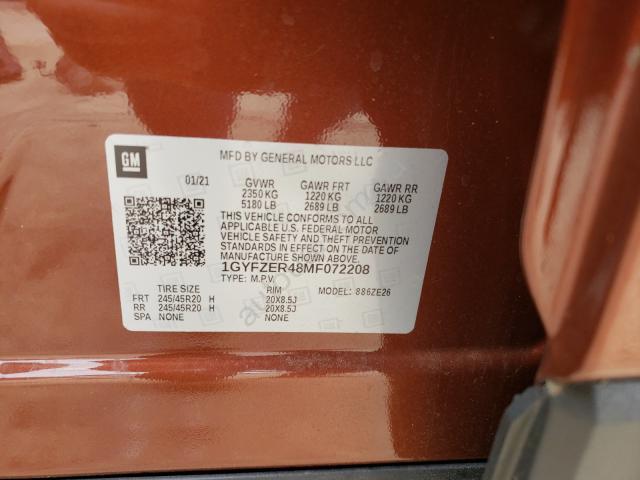 GM
MFD BY GENERAL MOTORS LLC
01/21
GVWR GAWR FRT GAWR RR
2350 KG 1220 KG 1220 KG
5180 LB 2689 LB 2689 LB
THIS VEHICLE CONFORMS TO ALL
APPLICABLE U.S. FEDERAL MOTOR
VEHICLE SAFETY AND THEFT PREVENTION
STANDARDS IN EFFECT ON THE DATE OF
MANUFACTURE SHOWN ABOVE.
1GYFZER48MF072208
TYPE: M.P.V. MODEL: 886ZE26
TIRE SIZE RIM
FRT 245/45R20 H 20X8.5J
RR 245/45R20 H 20X8.5J
SPA NONE NONE